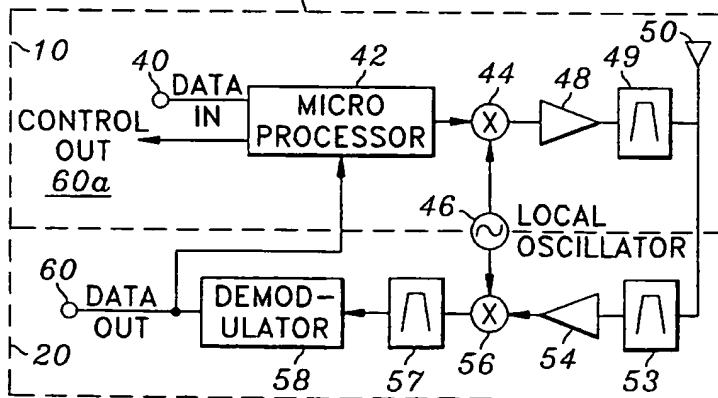 50
10
40
DATA
IN
42
MICRO
PROCESSOR
44
X
48
49
CONTROL
OUT
60a
46
LOCAL
OSCILLATOR
60
DATA
OUT
DEMOD-
ULATOR
58
57
X
56
54
53
20